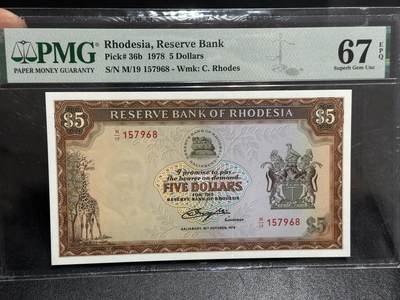 PMG
PAPER MONEY GUARANTY
Rhodesia, Reserve Bank
Pick# 36b 1978 5 Dollars
S/N M/19 157968 - Wmk: C. Rhodes
67 EPQ
Superb Gem Unc
RESERVE BANK OF RHODESIA
$5
$5
M/19 157968
I promise to pay
the bearer on demand
FIVE DOLLARS
FOR THE
RESERVE BANK OF RHODESIA
M/19 157968
$5